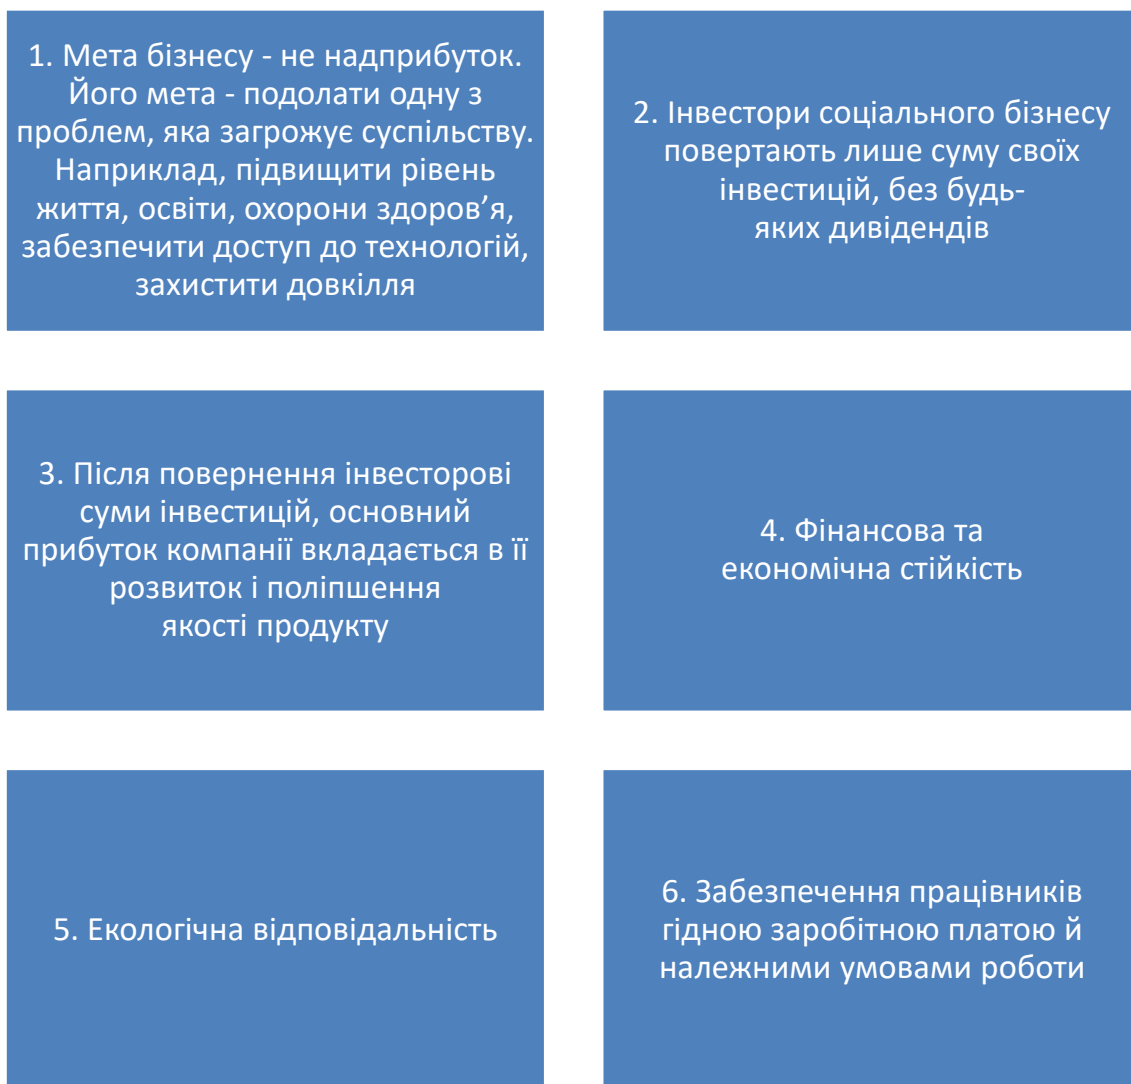 1. Мета бізнесу - не надприбуток.
Його мета - подолати одну з
проблем, яка загрожує суспільству.
Наприклад, підвищити рівень
життя, освіти, охорони здоров’я,
забезпечити доступ до технологій,
захистити довкілля
2. Інвестори соціального бізнесу
повертають лише суму своїх
інвестицій, без будь-
яких дивідендів
3. Після повернення інвесторові
суми інвестицій, основний
прибуток компанії вкладається в її
розвиток і поліпшення
якості продукту
4. Фінансова та
економічна стійкість
5. Екологічна відповідальність
6. Забезпечення працівників
гідною заробітною платою й
належними умовами роботи